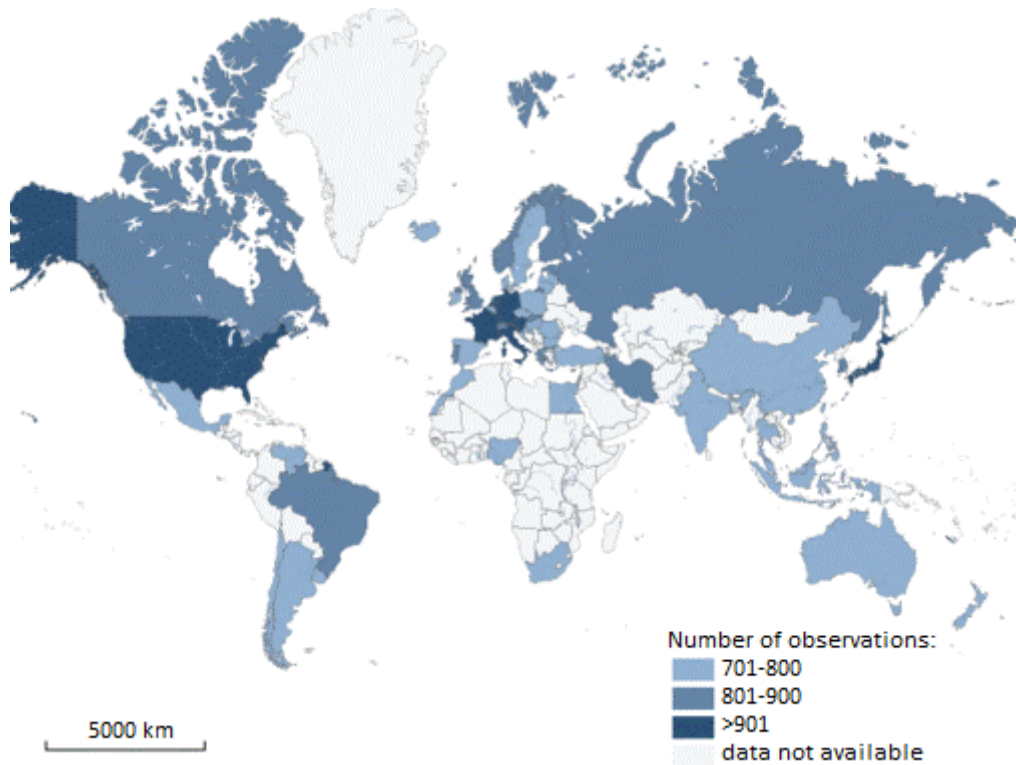 Number of observations:
701-800
801-900
>901
data not available
5000 km